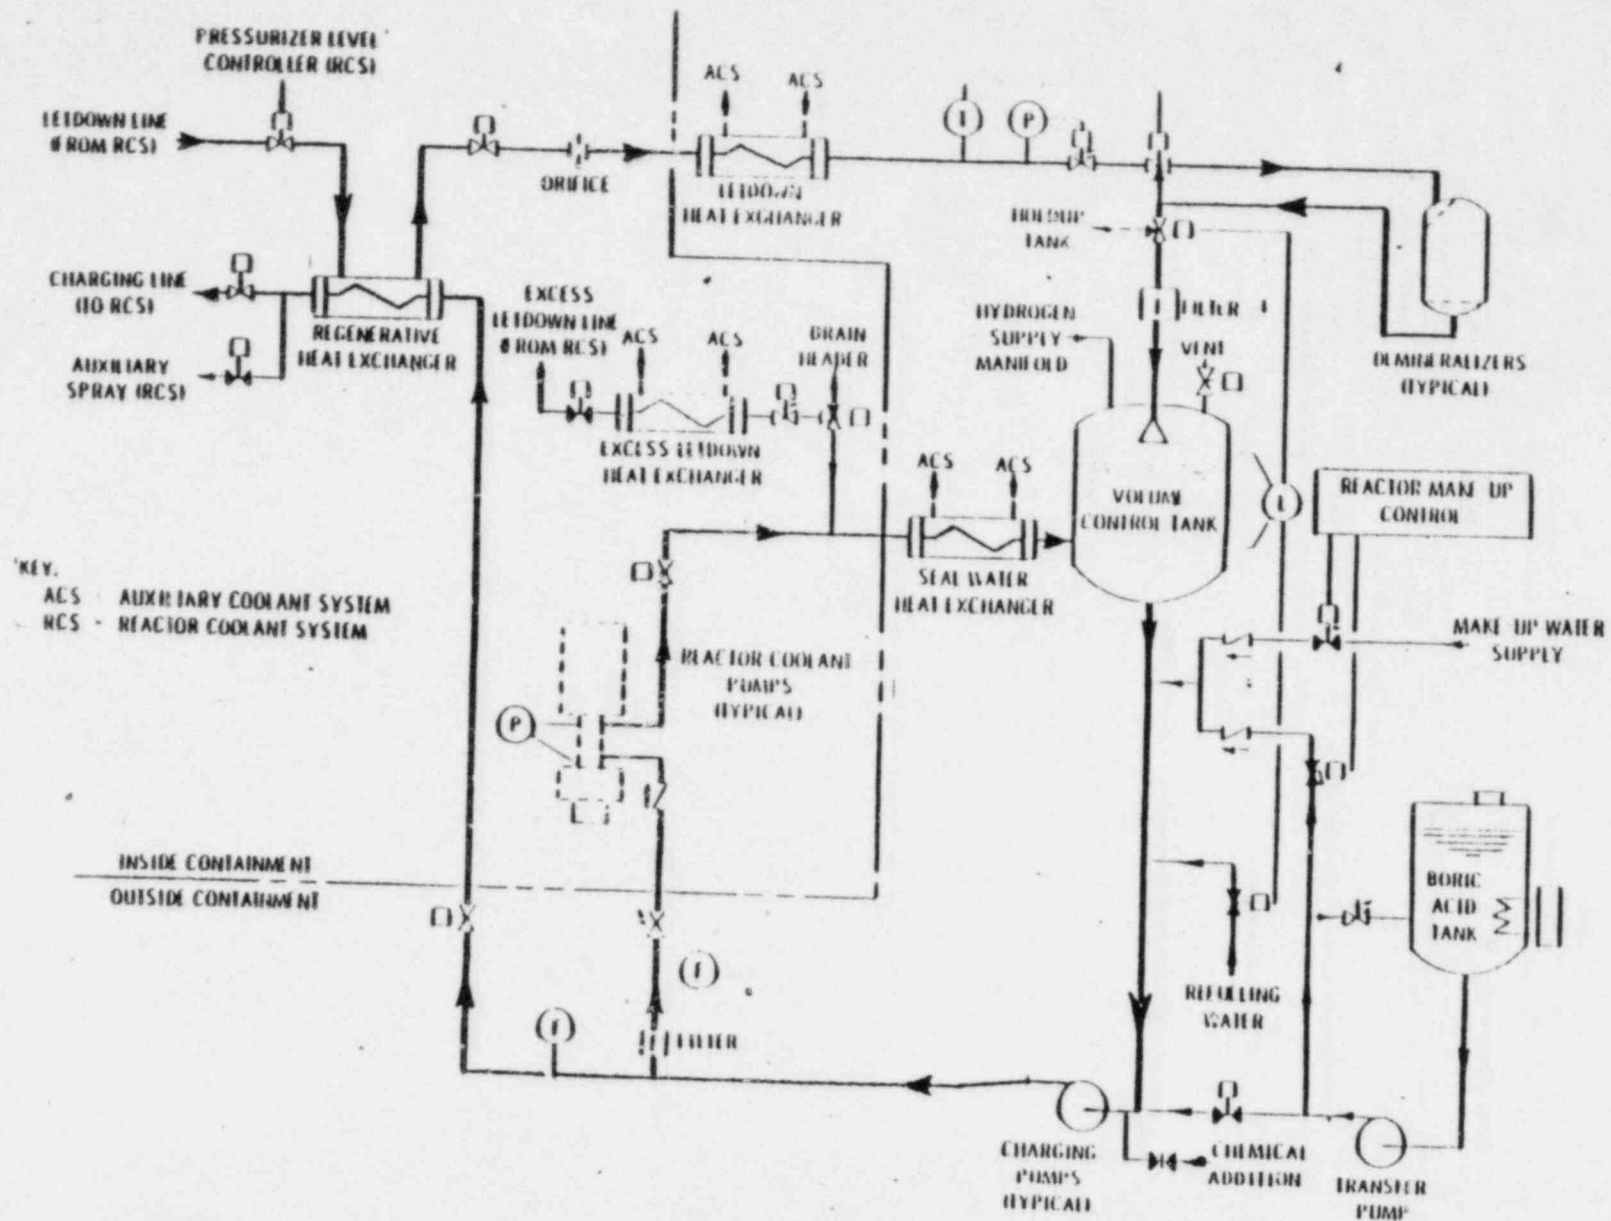 PRESSURIZER LEVEL
CONTROLLER (RCS)
LETDOWN LINE
(FROM RCS)
ACS
ACS
P
ORIFICE
LETDOWN
HEAT EXCHANGER
HOLDUP
TANK
CHARGING LINE
(TO RCS)
REGENERATIVE
HEAT EXCHANGER
AUXILIARY
SPRAY (RCS)
EXCESS
LETDOWN LINE
(FROM RCS)
ACS
ACS
HYDROGEN
SUPPLY
MANIFOLD
FILTER
VENT
DEMINERALIZERS
(TYPICAL)
EXCESS LETDOWN
HEAT EXCHANGER
ACS
ACS
VOLUME
CONTROL TANK
L
REACTOR MAKE-UP
CONTROL
SEAL WATER
HEAT EXCHANGER
KEY.
ACS - AUXILIARY COOLANT SYSTEM
RCS - REACTOR COOLANT SYSTEM
MAKE-UP WATER
SUPPLY
REACTOR COOLANT
PUMPS
(TYPICAL)
P
INSIDE CONTAINMENT
OUTSIDE CONTAINMENT
BORIC
ACID
TANK
F
F
FILTER
REFUELLING
WATER
CHARGING
PUMPS
(TYPICAL)
CHEMICAL
ADDITION
TRANSFER
PUMP